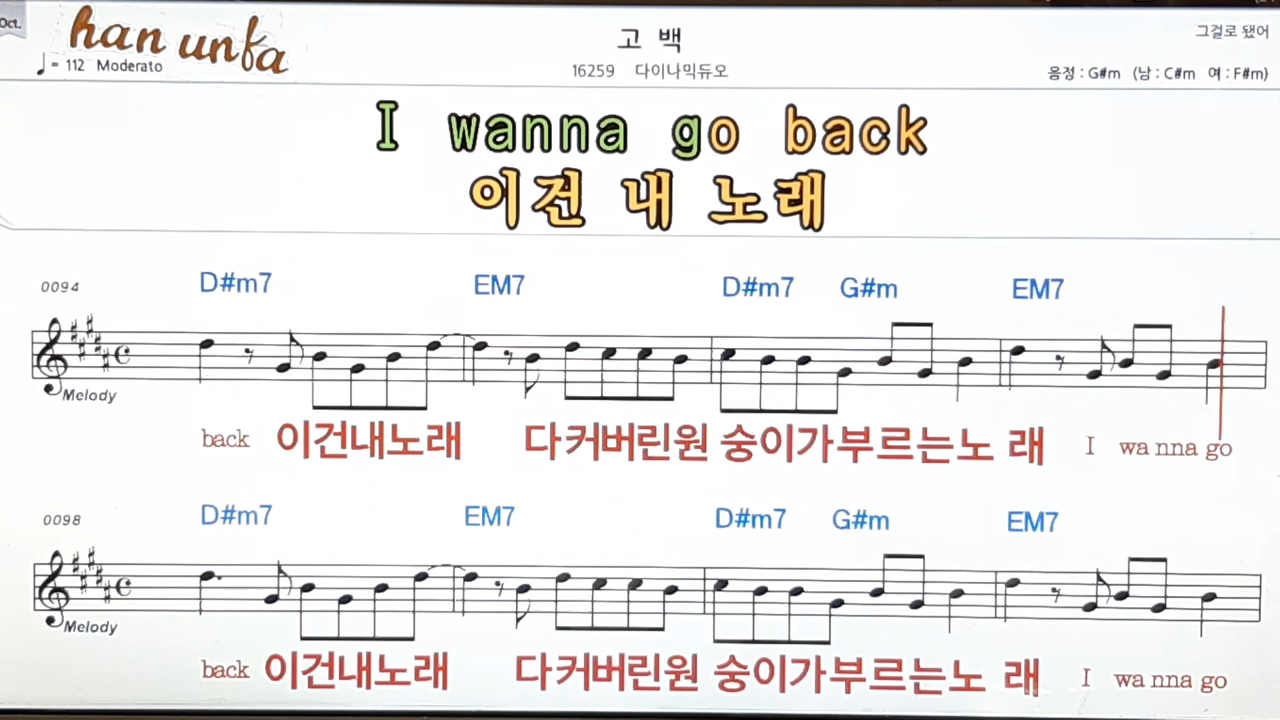 Oct.
han unfa
♩= 112 Moderato
고 백
16259 다이나믹듀오
그걸로 됐어
음정 : G#m (남 : C#m 여 : F#m)
I wanna go back
이건 내 노래
0094 D#m7 EM7 D#m7 G#m EM7
Melody
back 이건내노래 다커버린원 숭이가부르는노 래 I wa nna go
0098 D#m7 EM7 D#m7 G#m EM7
Melody
back 이건내노래 다커버린원 숭이가부르는노 래 I wa nna go